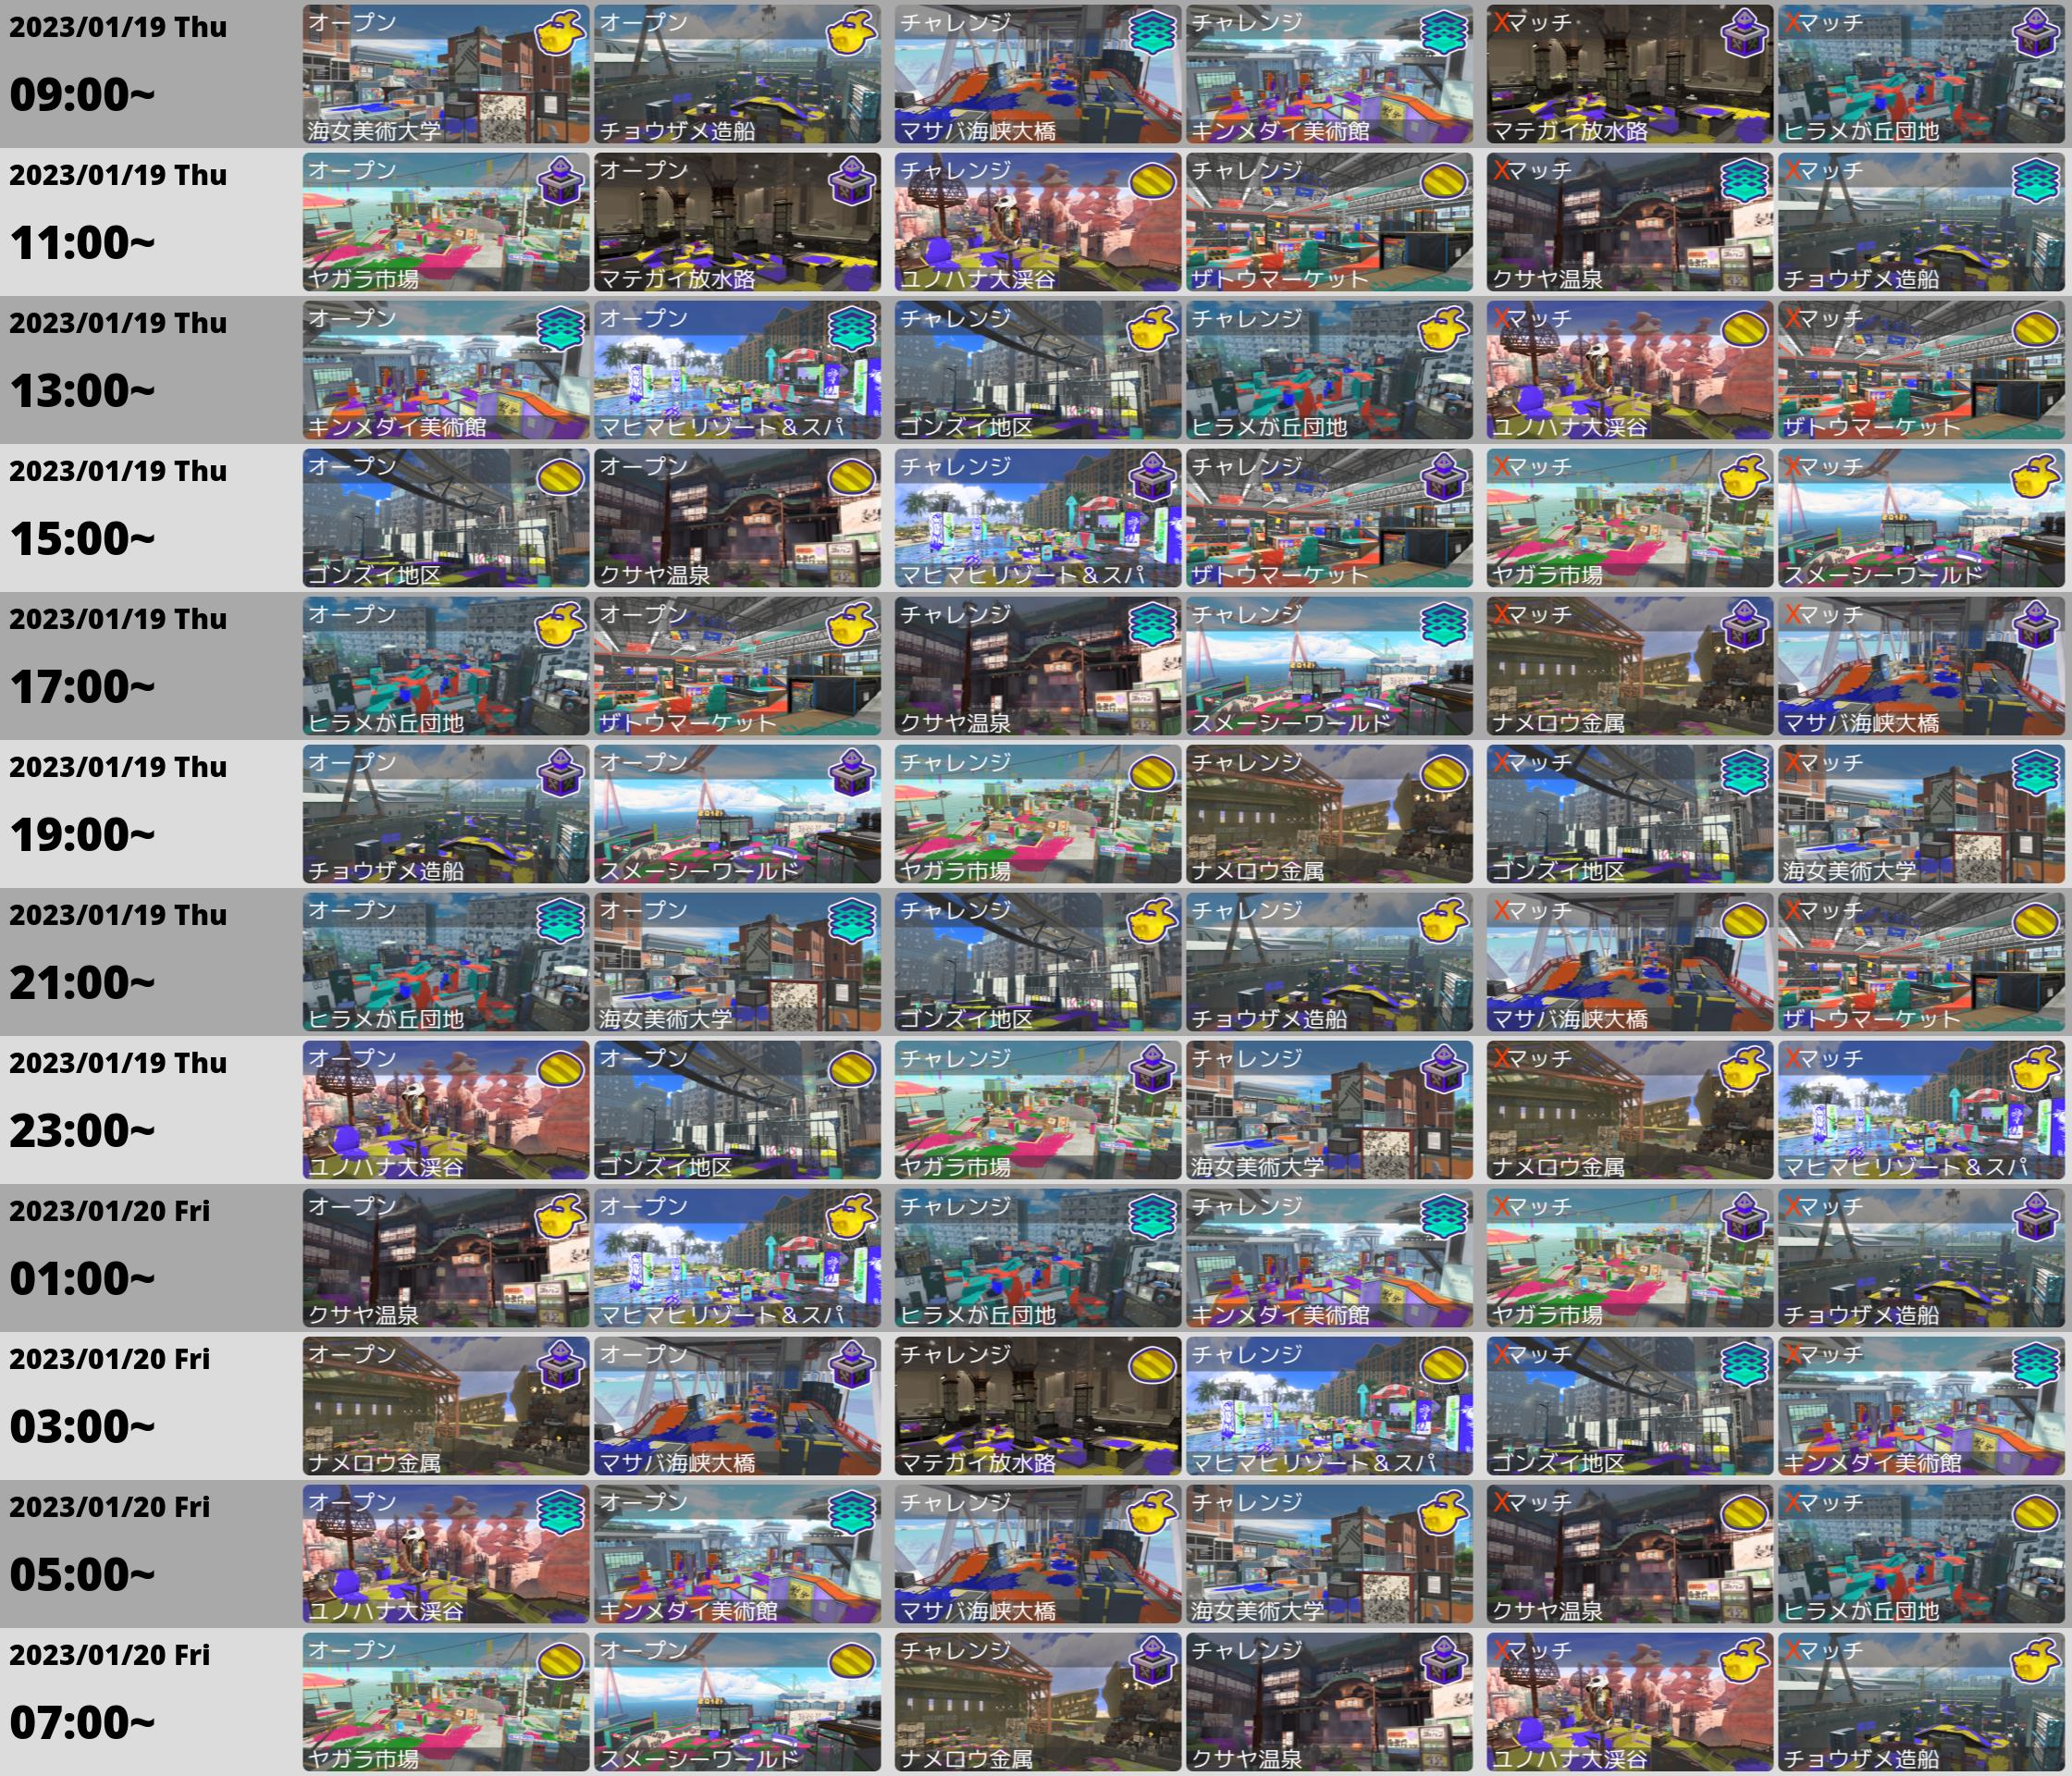 2023/01/19 Thu
09:00~
オープン オープン チャレンジ チャレンジ Xマッチ Xマッチ
海女美術大学 チョウザメ造船 マサバ海峡大橋 キンメダイ美術館 マテガイ放水路 ヒラメが丘団地
2023/01/19 Thu
11:00~
オープン オープン チャレンジ チャレンジ Xマッチ Xマッチ
ヤガラ市場 マテガイ放水路 ユノハナ大渓谷 ザトウマーケット クサヤ温泉 チョウザメ造船
2023/01/19 Thu
13:00~
オープン オープン チャレンジ チャレンジ Xマッチ Xマッチ
キンメダイ美術館 マヒマヒリゾート＆スパ ゴンズイ地区 ヒラメが丘団地 ユノハナ大渓谷 ザトウマーケット
2023/01/19 Thu
15:00~
オープン オープン チャレンジ チャレンジ Xマッチ Xマッチ
ゴンズイ地区 クサヤ温泉 マヒマヒリゾート＆スパ ザトウマーケット ヤガラ市場 スメーシーワールド
2023/01/19 Thu
17:00~
オープン オープン チャレンジ チャレンジ Xマッチ Xマッチ
ヒラメが丘団地 ザトウマーケット クサヤ温泉 スメーシーワールド ナメロウ金属 マサバ海峡大橋
2023/01/19 Thu
19:00~
オープン オープン チャレンジ チャレンジ Xマッチ Xマッチ
チョウザメ造船 スメーシーワールド ヤガラ市場 ナメロウ金属 ゴンズイ地区 海女美術大学
2023/01/19 Thu
21:00~
オープン オープン チャレンジ チャレンジ Xマッチ Xマッチ
ヒラメが丘団地 海女美術大学 ゴンズイ地区 チョウザメ造船 マサバ海峡大橋 ザトウマーケット
2023/01/19 Thu
23:00~
オープン オープン チャレンジ チャレンジ Xマッチ Xマッチ
ユノハナ大渓谷 ゴンズイ地区 ヤガラ市場 海女美術大学 ナメロウ金属 マヒマヒリゾート＆スパ
2023/01/20 Fri
01:00~
オープン オープン チャレンジ チャレンジ Xマッチ Xマッチ
クサヤ温泉 マヒマヒリゾート＆スパ ヒラメが丘団地 キンメダイ美術館 ヤガラ市場 チョウザメ造船
2023/01/20 Fri
03:00~
オープン オープン チャレンジ チャレンジ Xマッチ Xマッチ
ナメロウ金属 マサバ海峡大橋 マテガイ放水路 マヒマヒリゾート＆スパ ゴンズイ地区 キンメダイ美術館
2023/01/20 Fri
05:00~
オープン オープン チャレンジ チャレンジ Xマッチ Xマッチ
ユノハナ大渓谷 キンメダイ美術館 マサバ海峡大橋 海女美術大学 クサヤ温泉 ヒラメが丘団地
2023/01/20 Fri
07:00~
オープン オープン チャレンジ チャレンジ Xマッチ Xマッチ
ヤガラ市場 スメーシーワールド ナメロウ金属 クサヤ温泉 ユノハナ大渓谷 チョウザメ造船